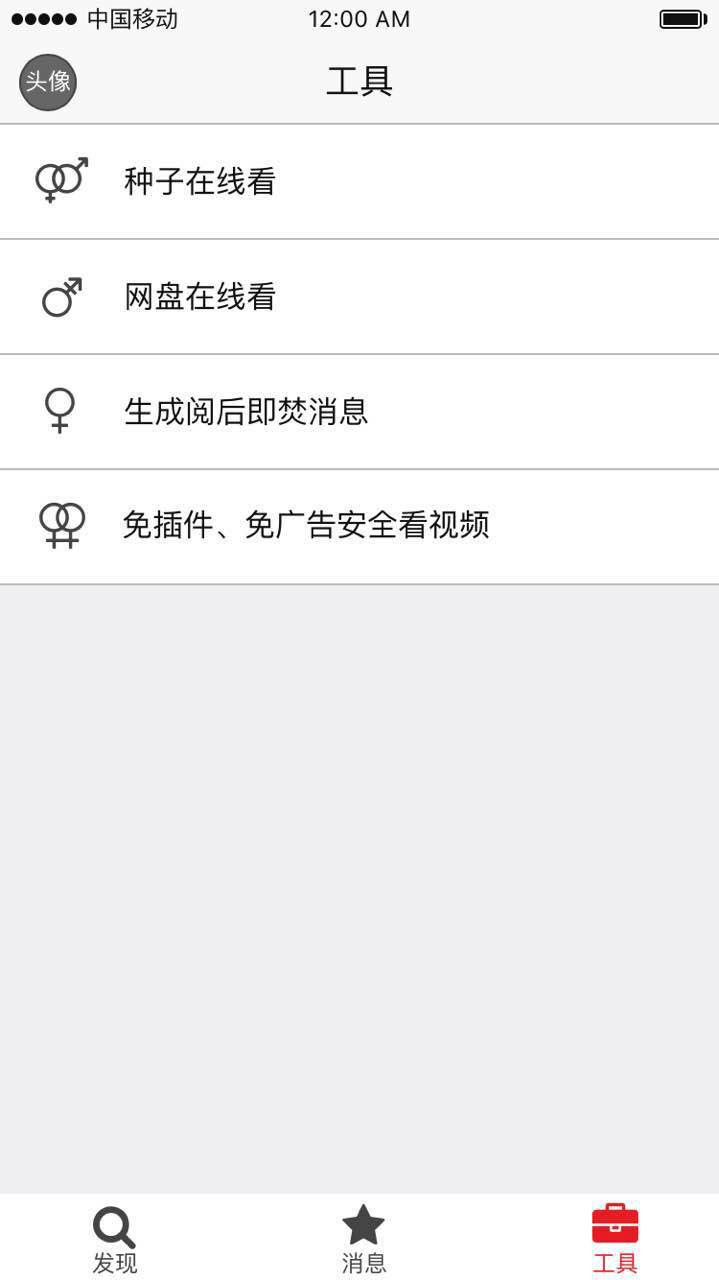 中国移动 12:00 AM
头像 工具
种子在线看
网盘在线看
生成阅后即焚消息
免插件、免广告安全看视频
发现 消息 工具